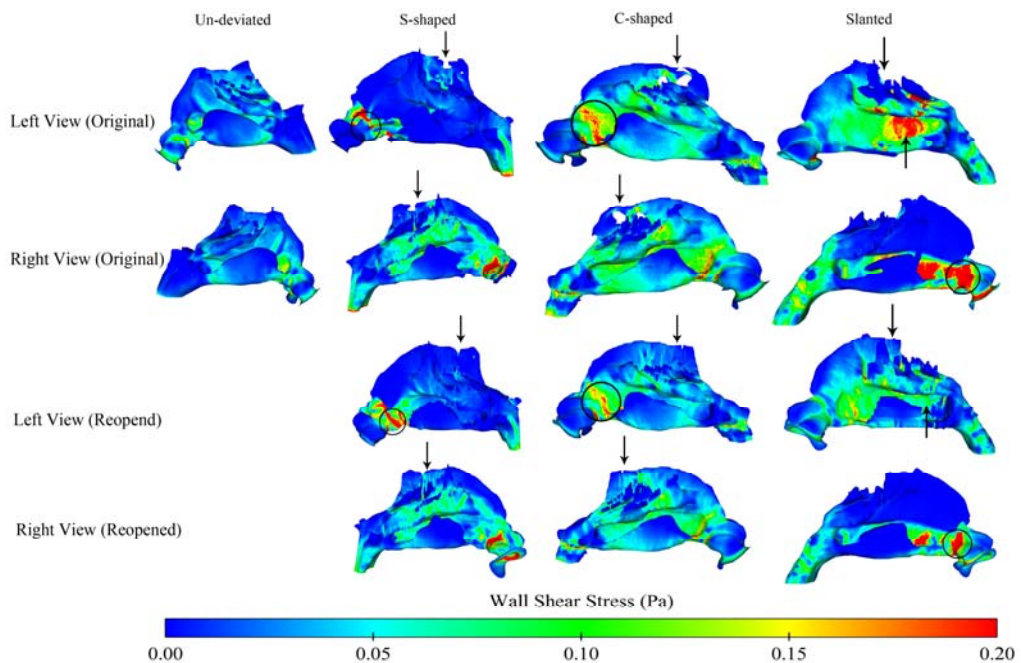 Un-deviated S-shaped C-shaped Slanted
Left View (Original)
Right View (Original)
Left View (Reopend)
Right View (Reopened)
Wall Shear Stress (Pa)
0.00 0.05 0.10 0.15 0.20